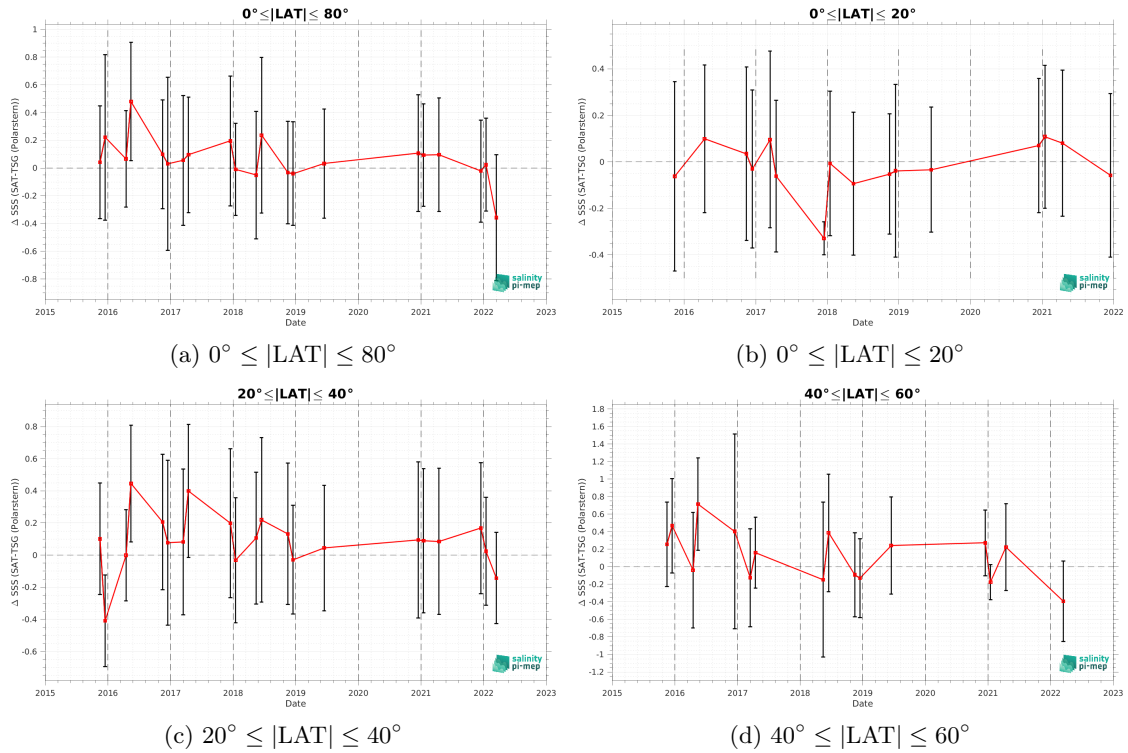 0°≤|LAT|≤ 80°
1
0.8
0.6
0.4
0.2
0
-0.2
-0.4
-0.6
-0.8
Δ SSS (SAT-TSG (Polarstern))
2015 2016 2017 2018 2019 2020 2021 2022 2023
Date
salinity
pi-mep
(a) 0° ≤ |LAT| ≤ 80°
0°≤|LAT|≤ 20°
0.4
0.2
0
-0.2
-0.4
Δ SSS (SAT-TSG (Polarstern))
2015 2016 2017 2018 2019 2020 2021 2022
Date
salinity
pi-mep
(b) 0° ≤ |LAT| ≤ 20°
20°≤|LAT|≤ 40°
0.8
0.6
0.4
0.2
0
-0.2
-0.4
-0.6
Δ SSS (SAT-TSG (Polarstern))
2015 2016 2017 2018 2019 2020 2021 2022 2023
Date
salinity
pi-mep
(c) 20° ≤ |LAT| ≤ 40°
40°≤|LAT|≤ 60°
1.8
1.6
1.4
1.2
1
0.8
0.6
0.4
0.2
0
-0.2
-0.4
-0.6
-0.8
-1
-1.2
Δ SSS (SAT-TSG (Polarstern))
2015 2016 2017 2018 2019 2020 2021 2022 2023
Date
salinity
pi-mep
(d) 40° ≤ |LAT| ≤ 60°